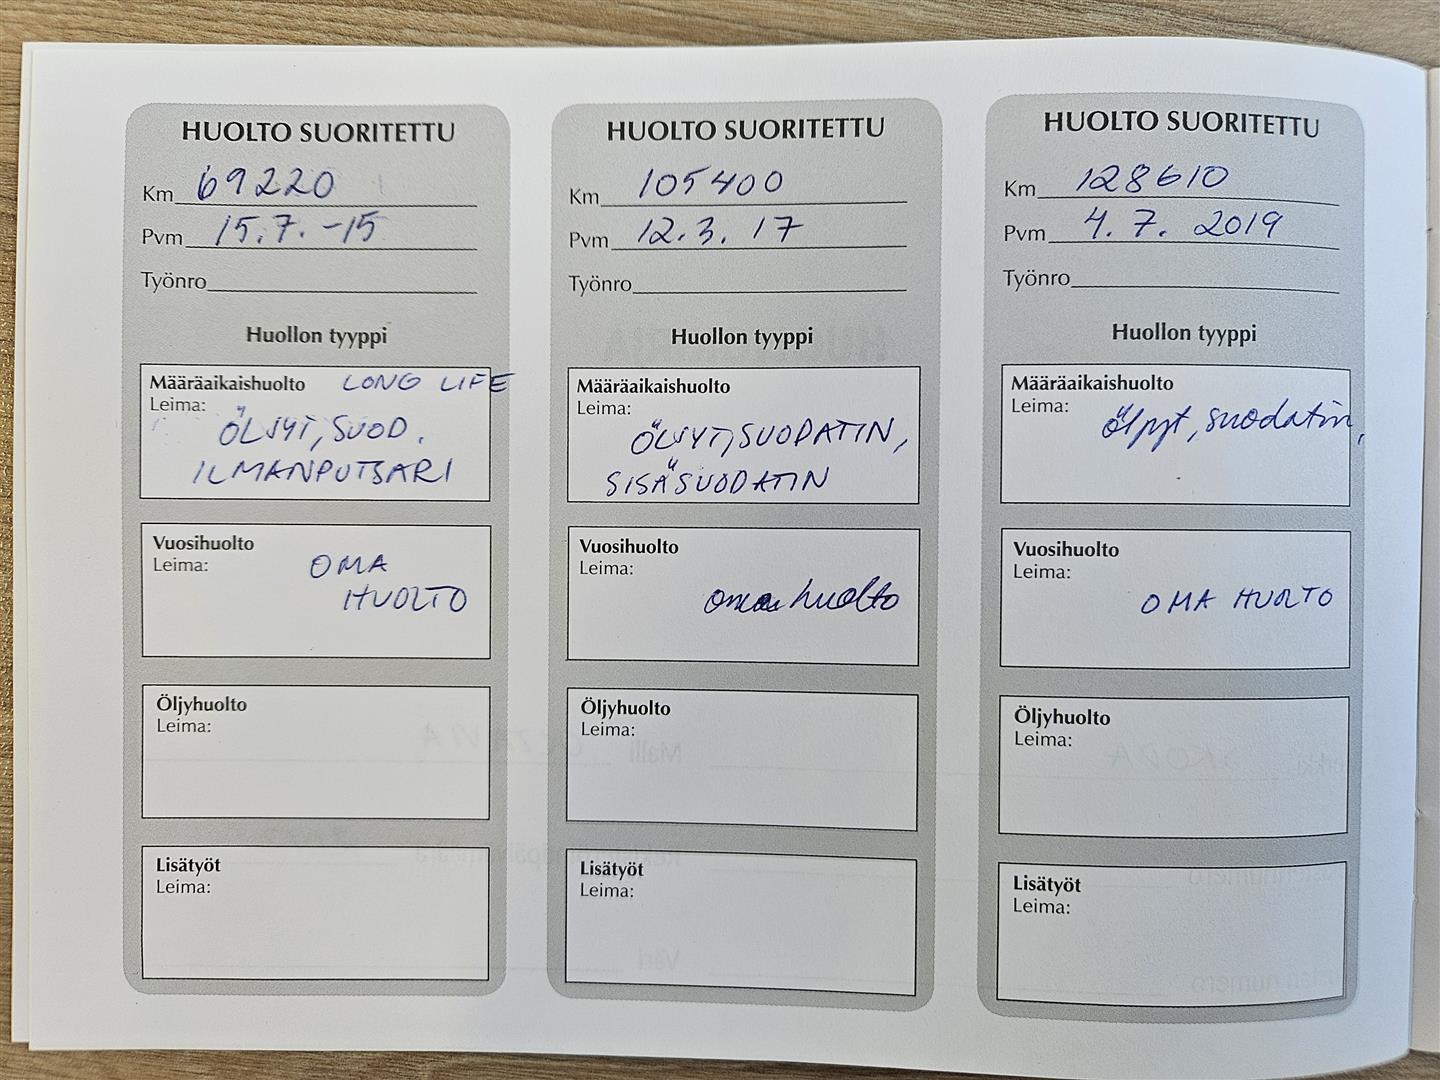 HUOLTO SUORITETTU
Km 69220
Pvm 15.7.-15
Työnro
Huollon tyyppi
Määräaikaishuolto LONG LIFE
Leima:
ÖLJYT, SUOD.
ILMANPUTSARI
Vuosihuolto
Leima: OMA
HUOLTO
Öljyhuolto
Leima:
Lisätyöt
Leima:
HUOLTO SUORITETTU
Km 105400
Pvm 12.3.17
Työnro
Huollon tyyppi
Määräaikaishuolto
Leima:
ÖLJYT, SUODATIN,
SISÄSUODATIN
Vuosihuolto
Leima:
oma huolto
Öljyhuolto
Leima:
Lisätyöt
Leima:
HUOLTO SUORITETTU
Km 128610
Pvm 4.7.2019
Työnro
Huollon tyyppi
Määräaikaishuolto
Leima: Öljyt, suodatin,
Vuosihuolto
Leima:
OMA HUOLTO
Öljyhuolto
Leima:
Lisätyöt
Leima: